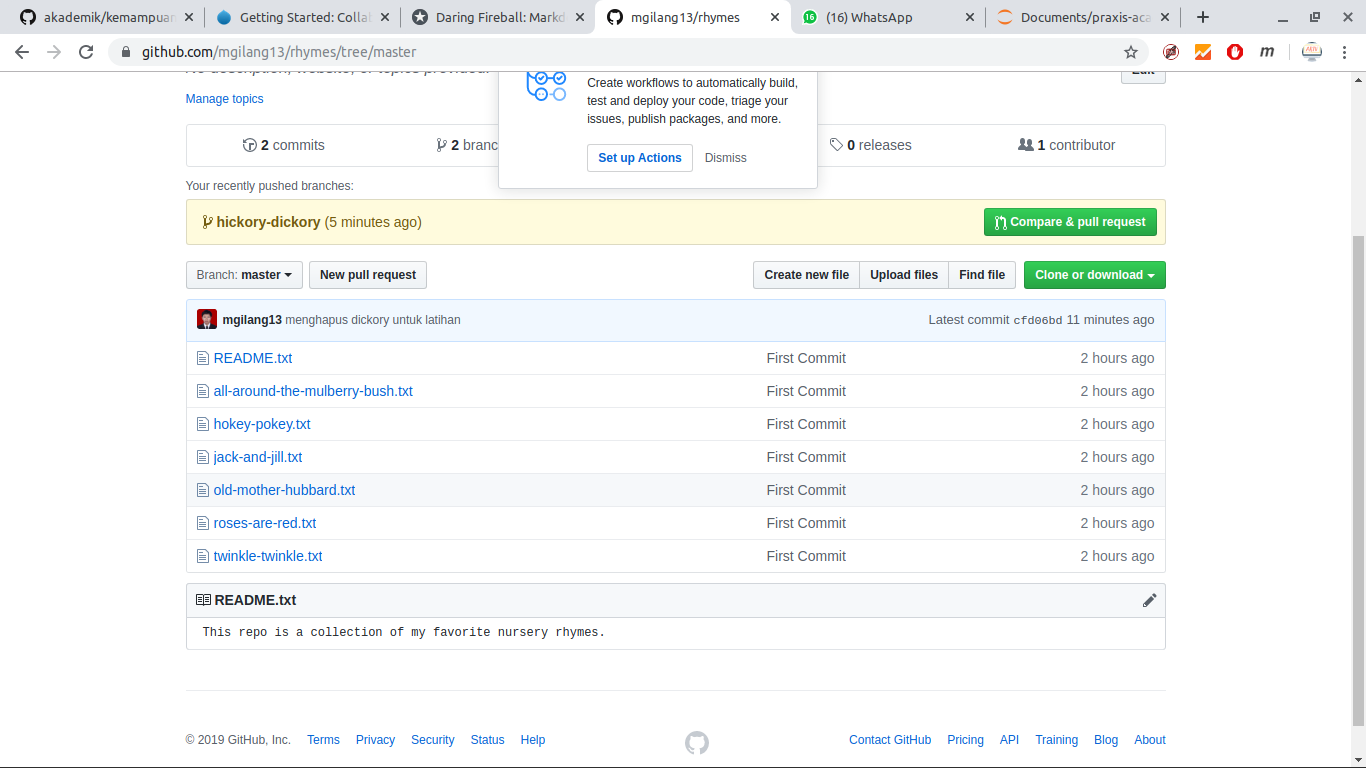 akademik/kemampuan
Getting Started: Colla
Daring Fireball: Markd
mgilang13/rhymes
16
(16) WhatsApp
Documents/praxis-aca
github.com/mgilang13/rhymes/tree/master
m
Manage topics
Create workflows to automatically build,
test and deploy your code, triage your
issues, publish packages, and more.
Set up Actions Dismiss
2 commits
2 branc
0 releases
1 contributor
Your recently pushed branches:
hickory-dickory (5 minutes ago)
Compare & pull request
Branch: master
New pull request
Create new file
Upload files
Find file
Clone or download
mgilang13 menghapus dickory untuk latihan
Latest commit cfd06bd 11 minutes ago
README.txt First Commit 2 hours ago
all-around-the-mulberry-bush.txt First Commit 2 hours ago
hokey-pokey.txt First Commit 2 hours ago
jack-and-jill.txt First Commit 2 hours ago
old-mother-hubbard.txt First Commit 2 hours ago
roses-are-red.txt First Commit 2 hours ago
twinkle-twinkle.txt First Commit 2 hours ago
README.txt
This repo is a collection of my favorite nursery rhymes.
© 2019 GitHub, Inc. Terms Privacy Security Status Help
Contact GitHub Pricing API Training Blog About